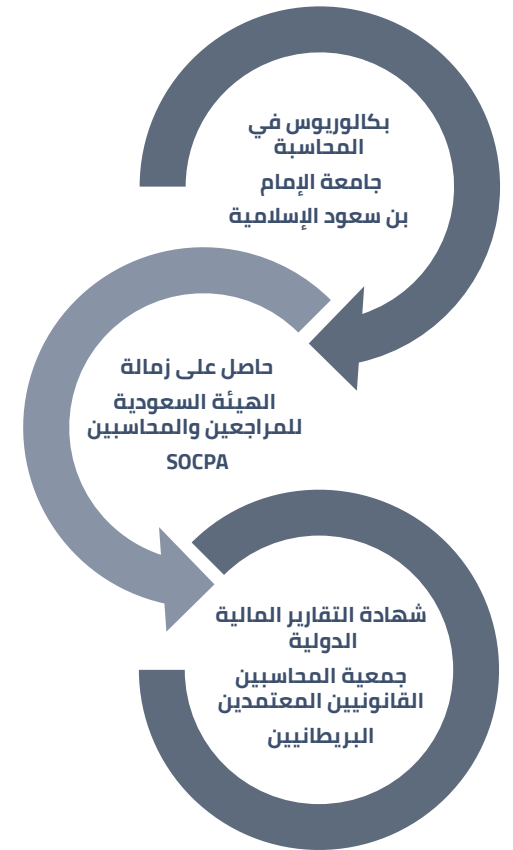 بكالوريوس في
المحاسبة
جامعة الإمام
بن سعود الإسلامية
حاصل على زمالة
الهيئة السعودية
للمراجعين والمحاسبين
SOCPA
شهادة التقارير المالية
الدولية
جمعية المحاسبين
القانونيين المعتمدين
البريطانيين